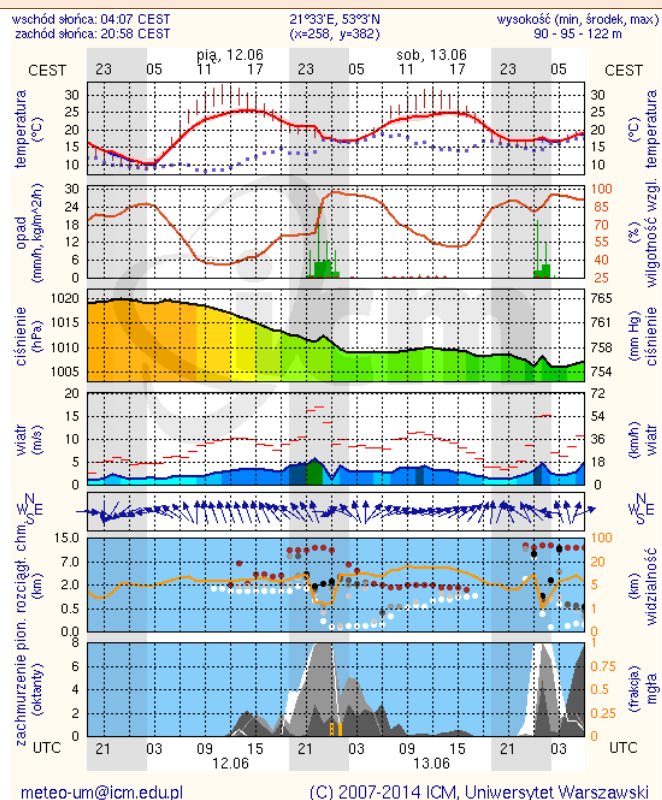 wschód słońca: 04:07 CEST 21°33'E, 53°3'N wysokość (min, środek, max)
zachód słońca: 20:58 CEST (x=258, y=382) 90 - 95 - 122 m
pią, 12.06 sob, 13.06
CEST 23 05 11 17 23 05 11 17 23 05 CEST
temperatura (°C)
30 25 20 15 10
30 25 20 15 10
(°C) temperatura
opad (mm/h, kg/m^2/h)
30 24 18 12 6 0
100 85 70 55 40 25
(%) wilgotność wzgl.
icm
ciśnienie (hPa)
1020 1015 1010 1005
765 761 758 754
(mm Hg) ciśnienie
wiatr (m/s)
20 15 10 5 0
72 54 36 18 0
(km/h) wiatr
N W E S
N W E S
pion. rozciągł. chm. (km)
15.0 7.0 2.0 0.5 0.0
100 20 5 1 0
(km) widzialność
zachmurzenie (oktanty)
8 6 4 2 0
1 0.75 0.5 0.25 0
(frakcja) mgła
UTC 21 03 09 15 21 03 09 15 21 03 UTC
12.06 13.06
meteo-um@icm.edu.pl (C) 2007-2014 ICM, Uniwersytet Warszawski